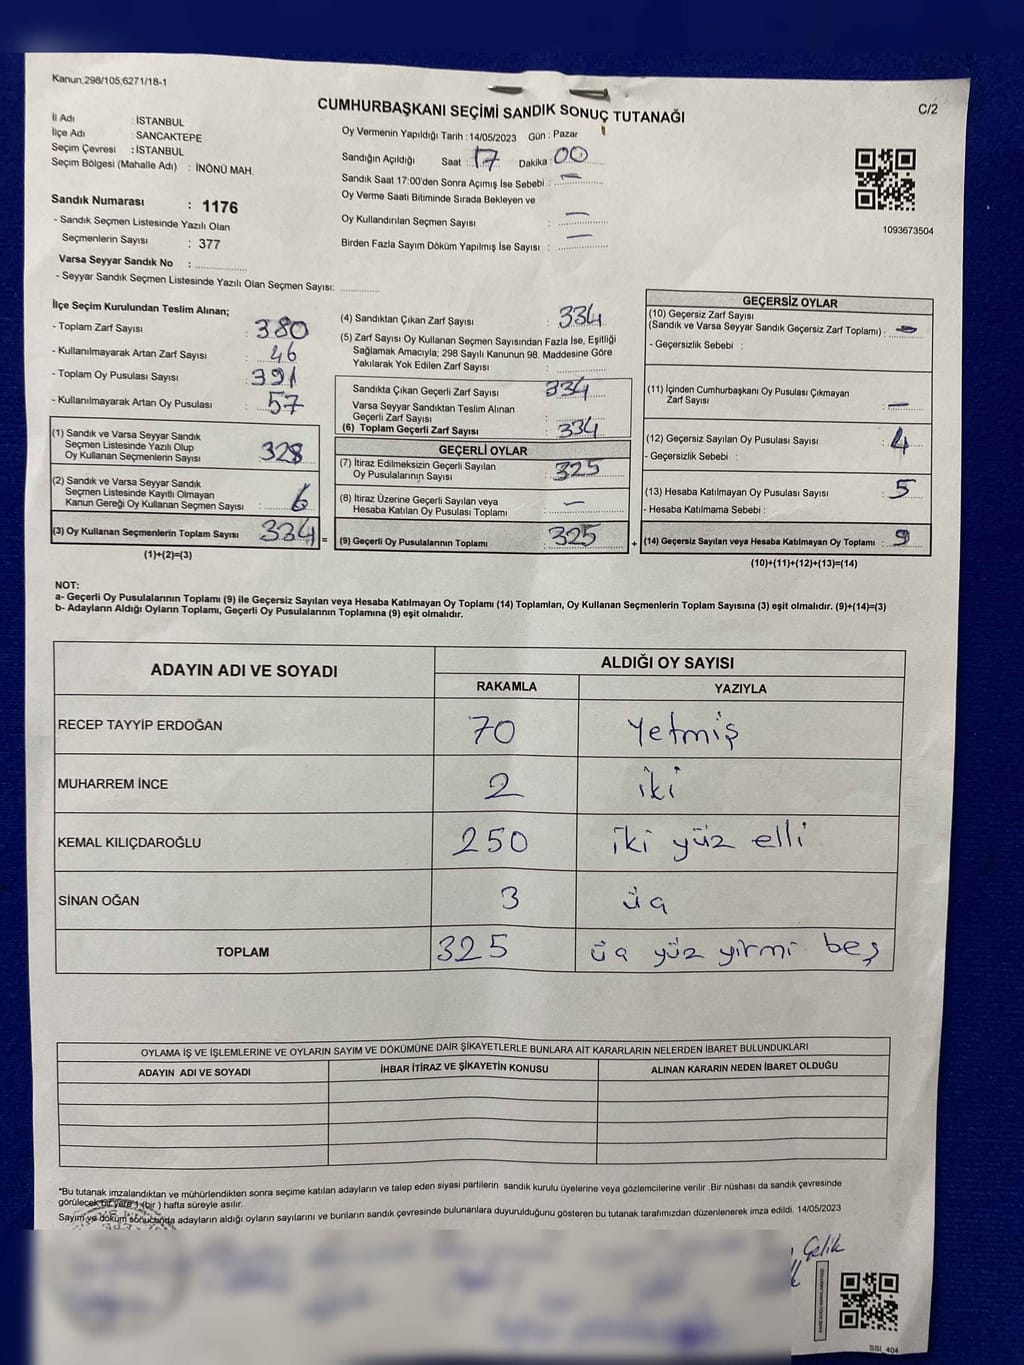 Kanun,298/105,6271/18-1
C/2
CUMHURBAŞKANI SEÇİMİ SANDIK SONUÇ TUTANAĞI
İl Adı : İSTANBUL
İlçe Adı : SANCAKTEPE
Seçim Çevresi : İSTANBUL
Seçim Bölgesi (Mahalle Adı) : İNÖNÜ MAH.
Sandık Numarası : 1176
- Sandık Seçmen Listesinde Yazılı Olan
Seçmenlerin Sayısı : 377
Varsa Seyyar Sandık No :
- Seyyar Sandık Seçmen Listesinde Yazılı Olan Seçmen Sayısı:
Oy Vermenin Yapıldığı Tarih : 14/05/2023 Gün : Pazar
Sandığın Açıldığı Saat : 17 Dakika : 00
Sandık Saat 17:00'den Sonra Açımış İse Sebebi : —
Oy Verme Saati Bitiminde Sırada Bekleyen ve
Oy Kullandırılan Seçmen Sayısı : —
Birden Fazla Sayım Döküm Yapılmış İse Sayısı : —
1093673504
İlçe Seçim Kurulundan Teslim Alınan;
- Toplam Zarf Sayısı : 380
- Kullanılmayarak Artan Zarf Sayısı : 46
- Toplam Oy Pusulası Sayısı : 391
- Kullanılmayarak Artan Oy Pusulası : 57
(1) Sandık ve Varsa Seyyar Sandık
Seçmen Listesinde Yazılı Olup
Oy Kullanan Seçmenlerin Sayısı : 328
(2) Sandık ve Varsa Seyyar Sandık
Seçmen Listesinde Kayıtlı Olmayan
Kanun Gereği Oy Kullanan Seçmen Sayısı : 6
(3) Oy Kullanan Seçmenlerin Toplam Sayısı : 334 =
(1)+(2)=(3)
(4) Sandıktan Çıkan Zarf Sayısı : 334
(5) Zarf Sayısı Oy Kullanan Seçmen Sayısından Fazla İse, Eşitliği
Sağlamak Amacıyla; 298 Sayılı Kanunun 98. Maddesine Göre
Yakılarak Yok Edilen Zarf Sayısı :
Sandıkta Çıkan Geçerli Zarf Sayısı : 334
Varsa Seyyar Sandıktan Teslim Alınan
Geçerli Zarf Sayısı :
(6) Toplam Geçerli Zarf Sayısı : 334
GEÇERLİ OYLAR
(7) İtiraz Edilmeksizin Geçerli Sayılan
Oy Pusulalarının Sayısı : 325
(8) İtiraz Üzerine Geçerli Sayılan veya
Hesaba Katılan Oy Pusulası Toplamı : —
(9) Geçerli Oy Pusulalarının Toplamı : 325 +
GEÇERSİZ OYLAR
(10) Geçersiz Zarf Sayısı
(Sandık ve Varsa Seyyar Sandık Geçersiz Zarf Toplamı) : —
- Geçersizlik Sebebi :
(11) İçinden Cumhurbaşkanı Oy Pusulası Çıkmayan
Zarf Sayısı : —
(12) Geçersiz Sayılan Oy Pusulası Sayısı : 4
- Geçersizlik Sebebi :
(13) Hesaba Katılmayan Oy Pusulası Sayısı : 5
- Hesaba Katılmama Sebebi :
(14) Geçersiz Sayılan veya Hesaba Katılmayan Oy Toplamı : 9
(10)+(11)+(12)+(13)=(14)
NOT:
a- Geçerli Oy Pusulalarının Toplamı (9) ile Geçersiz Sayılan veya Hesaba Katılmayan Oy Toplamı (14) Toplamları, Oy Kullanan Seçmenlerin Toplam Sayısına (3) eşit olmalıdır. (9)+(14)=(3)
b- Adayların Aldığı Oyların Toplamı, Geçerli Oy Pusulalarının Toplamına (9) eşit olmalıdır.
ADAYIN ADI VE SOYADI
ALDIĞI OY SAYISI
RAKAMLA YAZIYLA
RECEP TAYYİP ERDOĞAN 70 Yetmiş
MUHARREM İNCE 2 iki
KEMAL KILIÇDAROĞLU 250 iki yüz elli
SİNAN OĞAN 3 üç
TOPLAM 325 üç yüz yirmi beş
OYLAMA İŞ VE İŞLEMLERİNE VE OYLARIN SAYIM VE DÖKÜMÜNE DAİR ŞİKAYETLERLE BUNLARA AİT KARARLARIN NELERDEN İBARET BULUNDUKLARI
ADAYIN ADI VE SOYADI İHBAR İTİRAZ VE ŞİKAYETİN KONUSU ALINAN KARARIN NEDEN İBARET OLDUĞU
"Bu tutanak imzalandıktan ve mühürlendikten sonra seçime katılan adayların ve talep eden siyasi partilerin sandık kurulu üyelerine veya gözlemcilerine verilir .Bir nüshası da sandık çevresinde
görülecek bir yere 1 (bir ) hafta süreyle asılır.
Sayım ve döküm sonucunda adayların aldığı oyların sayılarını ve bunların sandık çevresinde bulunanlara duyurulduğunu gösteren bu tutanak tarafımızdan düzenlenerek imza edildi. 14/05/2023
Çelik
SSİ_404